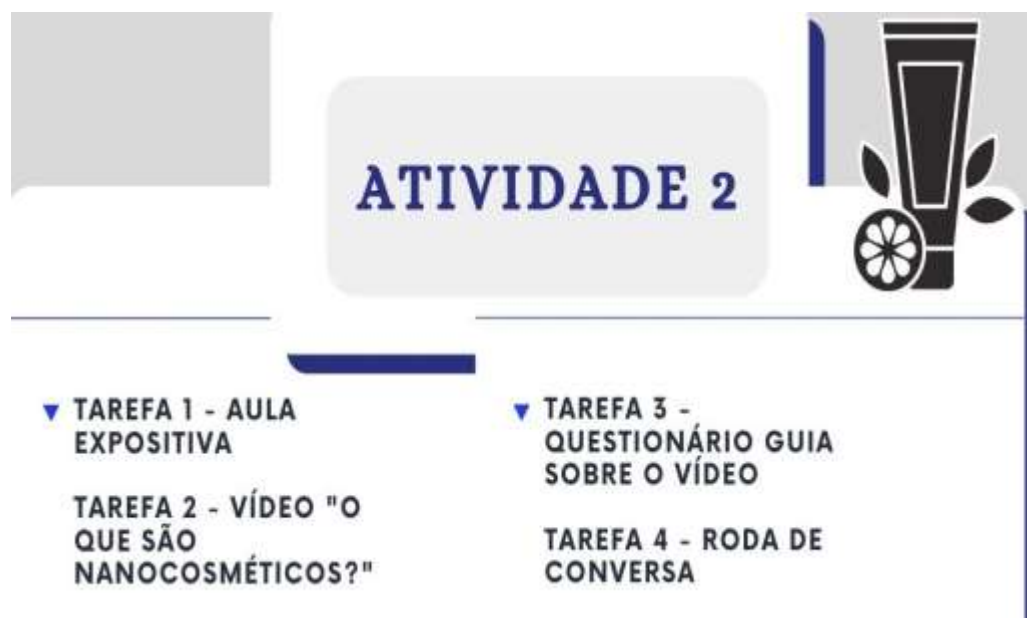 ATIVIDADE 2
TAREFA 1 - AULA
EXPOSITIVA
TAREFA 2 - VÍDEO "O
QUE SÃO
NANOCOSMÉTICOS?"
TAREFA 3 -
QUESTIONÁRIO GUIA
SOBRE O VÍDEO
TAREFA 4 - RODA DE
CONVERSA